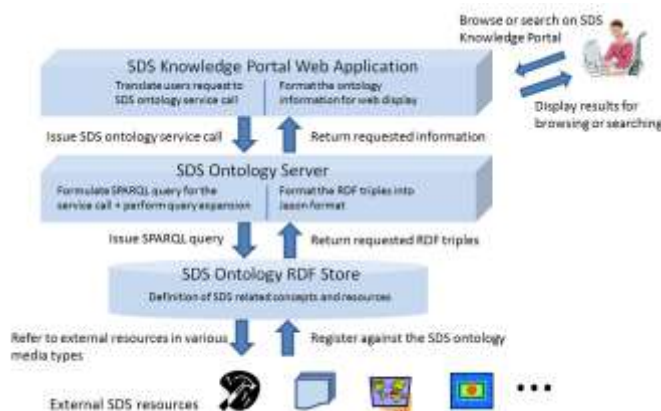 Browse or search on SDS
Knowledge Portal
SDS Knowledge Portal Web Application
Translate users request to
SDS ontology service call
Format the ontology
information for web display
Display results for
browsing or searching
Issue SDS ontology service call
Return requested information
SDS Ontology Server
Formulate SPARQL query for the
service call + perform query expansion
Format the RDF triples into
Jason format
Issue SPARQL query
Return requested RDF triples
SDS Ontology RDF Store
Definition of SDS related concepts and resources
Refer to external resources in various
media types
Register against the SDS ontology
External SDS resources